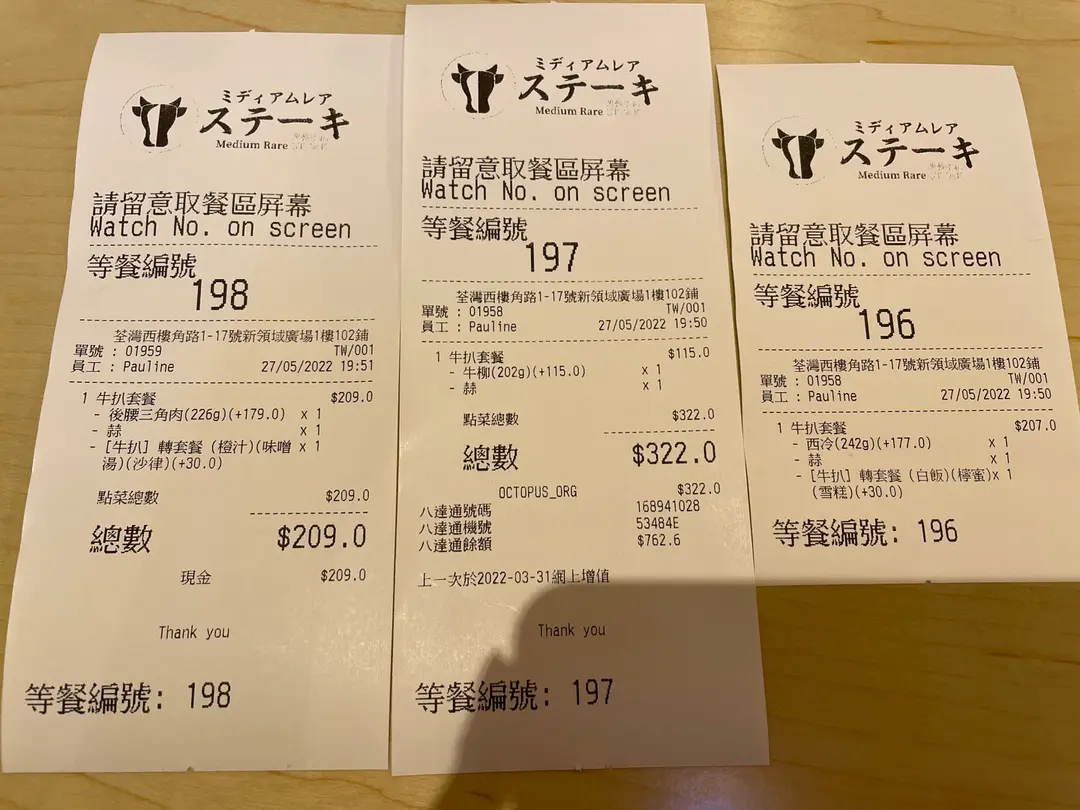 ミディアムレア
ステーキ
Medium Rare
請留意取餐區屏幕
Watch No. on screen
等餐編號
198
荃灣西樓角路1-17號新領域廣場1樓102鋪
單號 : 01959 TW/001
員工 : Pauline 27/05/2022 19:51
1 牛扒套餐 $209.0
- 後腰三角肉(226g)(+179.0) x 1
- 蒜 x 1
- [牛扒] 轉套餐 (橙汁)(味噌 x 1
湯)(沙律)(+30.0)
點菜總數 $209.0
總數 $209.0
現金 $209.0
Thank you
等餐編號: 198
ミディアムレア
ステーキ
Medium Rare
請留意取餐區屏幕
Watch No. on screen
等餐編號
197
荃灣西樓角路1-17號新領域廣場1樓102鋪
單號 : 01958 TW/001
員工 : Pauline 27/05/2022 19:50
1 牛扒套餐 $115.0
- 牛柳(202g)(+115.0) x 1
- 蒜 x 1
點菜總數 $322.0
總數 $322.0
OCTOPUS_ORG $322.0
八達通號碼 168941028
八達通機號 53484E
八達通餘額 $762.6
上一次於2022-03-31網上增值
Thank you
等餐編號: 197
ミディアムレア
ステーキ
Medium Rare
請留意取餐區屏幕
Watch No. on screen
等餐編號
196
荃灣西樓角路1-17號新領域廣場1樓102鋪
單號 : 01958 TW/001
員工 : Pauline 27/05/2022 19:50
1 牛扒套餐 $207.0
- 西冷(242g)(+177.0) x 1
- 蒜 x 1
- [牛扒] 轉套餐 (白飯)(檸蜜)x 1
(雪糕)(+30.0)
等餐編號: 196